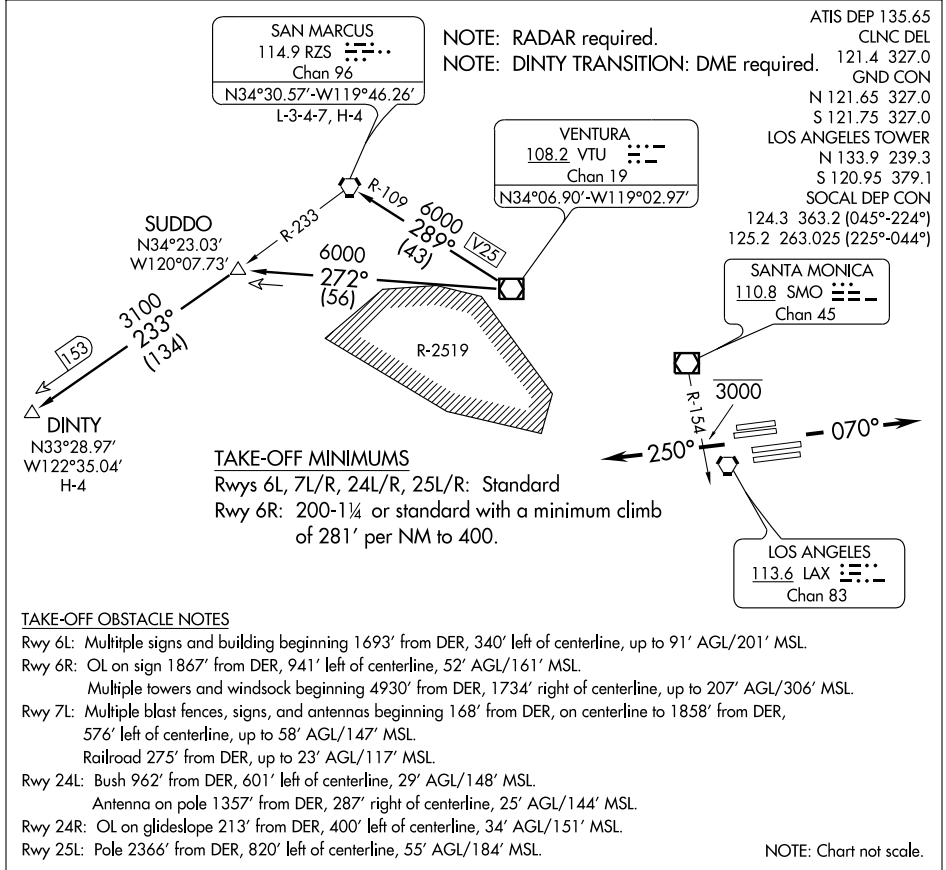 SAN MARCUS
114.9 RZS
Chan 96
N34°30.57'-W119°46.26'
L-3-4-7, H-4
NOTE: RADAR required.
NOTE: DINTY TRANSITION: DME required.
ATIS DEP 135.65
CLNC DEL
121.4 327.0
GND CON
N 121.65 327.0
S 121.75 327.0
LOS ANGELES TOWER
N 133.9 239.3
S 120.95 379.1
SOCAL DEP CON
124.3 363.2 (045°-224°)
125.2 263.025 (225°-044°)
VENTURA
108.2 VTU
Chan 19
N34°06.90'-W119°02.97'
R-109
6000
289°
(43)
V25
R-233
SUDDO
N34°23.03'
W120°07.73'
6000
272°
(56)
R-2519
3100
233°
(134)
153
DINTY
N33°28.97'
W122°35.04'
H-4
SANTA MONICA
110.8 SMO
Chan 45
R-154
3000
250°
070°
LOS ANGELES
113.6 LAX
Chan 83
TAKE-OFF MINIMUMS
Rwys 6L, 7L/R, 24L/R, 25L/R: Standard
Rwy 6R: 200-1¼ or standard with a minimum climb
of 281' per NM to 400.
TAKE-OFF OBSTACLE NOTES
Rwy 6L: Multitple signs and building beginning 1693' from DER, 340' left of centerline, up to 91' AGL/201' MSL.
Rwy 6R: OL on sign 1867' from DER, 941' left of centerline, 52' AGL/161' MSL.
Multiple towers and windsock beginning 4930' from DER, 1734' right of centerline, up to 207' AGL/306' MSL.
Rwy 7L: Multiple blast fences, signs, and antennas beginning 168' from DER, on centerline to 1858' from DER,
576' left of centerline, up to 58' AGL/147' MSL.
Railroad 275' from DER, up to 23' AGL/117' MSL.
Rwy 24L: Bush 962' from DER, 601' left of centerline, 29' AGL/148' MSL.
Antenna on pole 1357' from DER, 287' right of centerline, 25' AGL/144' MSL.
Rwy 24R: OL on glideslope 213' from DER, 400' left of centerline, 34' AGL/151' MSL.
Rwy 25L: Pole 2366' from DER, 820' left of centerline, 55' AGL/184' MSL.
NOTE: Chart not scale.